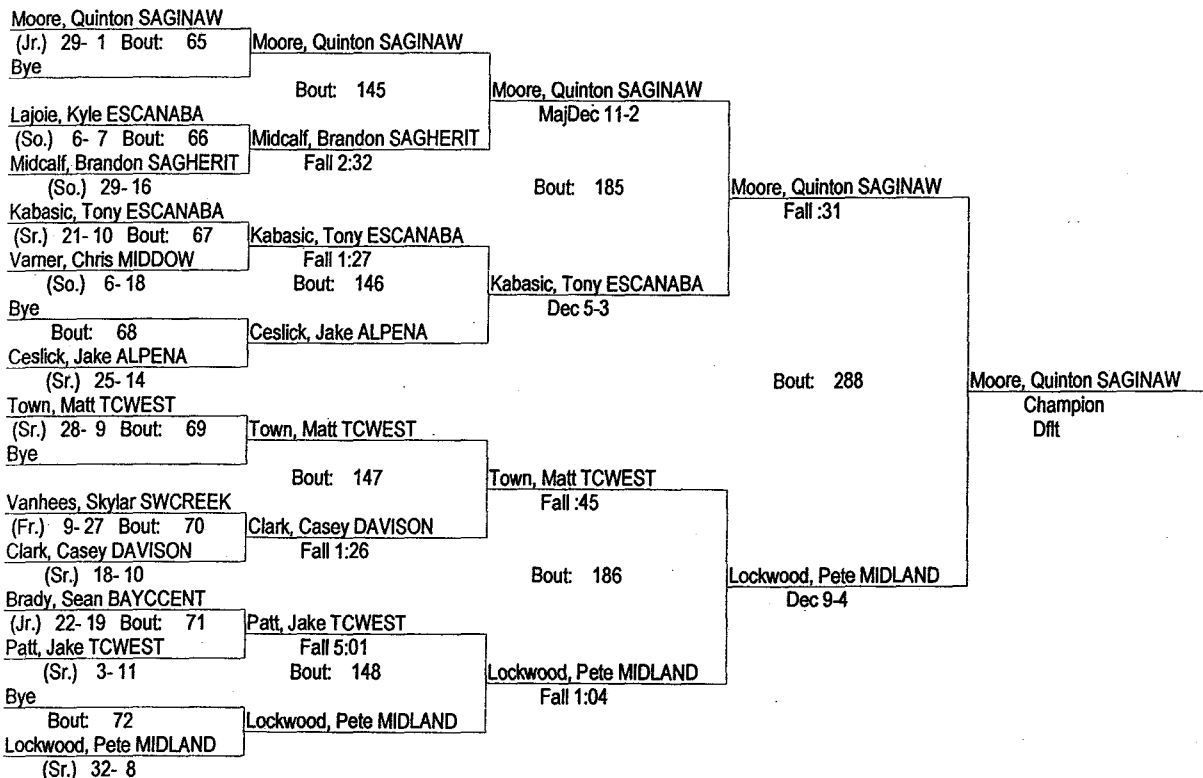 Moore, Quinton SAGINAW
(Jr.) 29- 1 Bout: 65
Bye
Lajoie, Kyle ESCANABA
(So.) 6- 7 Bout: 66
Midcalf, Brandon SAGHERIT
(So.) 29- 16
Kabasic, Tony ESCANABA
(Sr.) 21- 10 Bout: 67
Varner, Chris MIDDOW
(So.) 6- 18
Bye
Bout: 68
Ceslick, Jake ALPENA
(Sr.) 25- 14
Town, Matt TCWEST
(Sr.) 28- 9 Bout: 69
Bye
Vanhees, Skylar SWCREEK
(Fr.) 9- 27 Bout: 70
Clark, Casey DAVISON
(Sr.) 18- 10
Brady, Sean BAYCCENT
(Jr.) 22- 19 Bout: 71
Patt, Jake TCWEST
(Sr.) 3- 11
Bye
Bout: 72
Lockwood, Pete MIDLAND
(Sr.) 32- 8
Moore, Quinton SAGINAW
Bout: 145
Midcalf, Brandon SAGHERIT
Fall 2:32
Kabasic, Tony ESCANABA
Fall 1:27
Bout: 146
Ceslick, Jake ALPENA
Town, Matt TCWEST
Bout: 147
Clark, Casey DAVISON
Fall 1:26
Patt, Jake TCWEST
Fall 5:01
Bout: 148
Lockwood, Pete MIDLAND
Moore, Quinton SAGINAW
MajDec 11-2
Bout: 185
Kabasic, Tony ESCANABA
Dec 5-3
Town, Matt TCWEST
Fall :45
Bout: 186
Lockwood, Pete MIDLAND
Fall 1:04
Moore, Quinton SAGINAW
Fall :31
Bout: 288
Lockwood, Pete MIDLAND
Dec 9-4
Moore, Quinton SAGINAW
Champion
Dflt